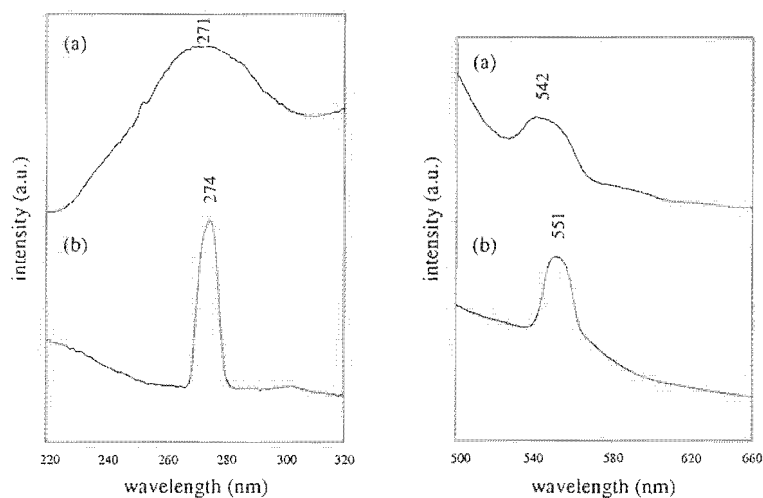 (a)
271
274
(b)
intensity (a.u.)
220 240 260 280 300 320
wavelength (nm)
(a)
542
551
(b)
intensity (a.u.)
500 540 580 620 660
wavelength (nm)